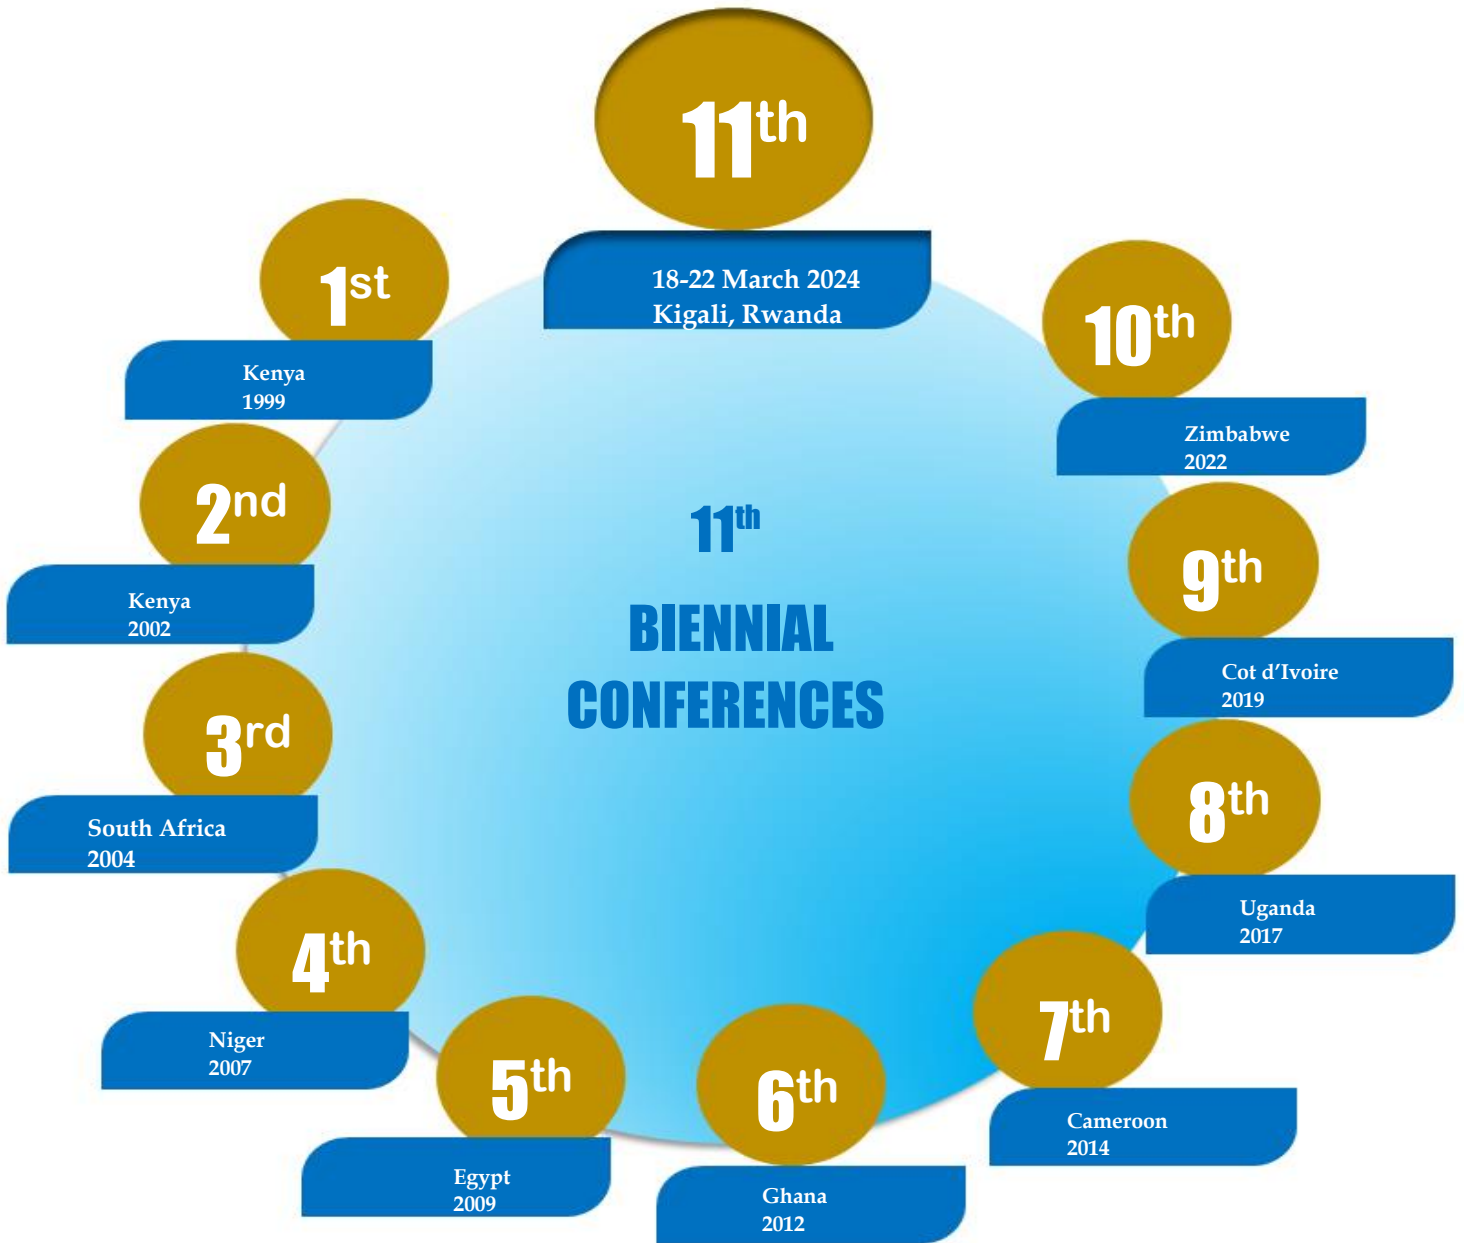 11th
18-22 March 2024
Kigali, Rwanda
1st
Kenya
1999
2nd
Kenya
2002
3rd
South Africa
2004
4th
Niger
2007
5th
Egypt
2009
6th
Ghana
2012
7th
Cameroon
2014
8th
Uganda
2017
9th
Cot d’Ivoire
2019
10th
Zimbabwe
2022
11th
BIENNIAL
CONFERENCES